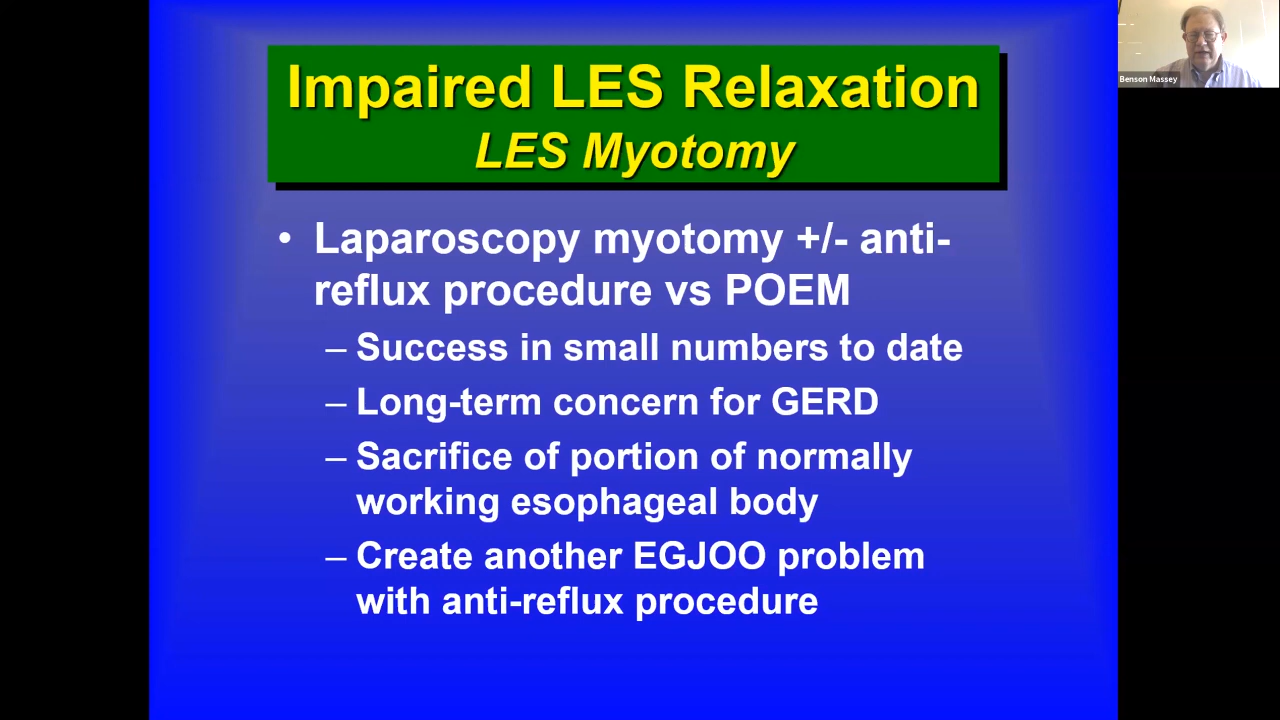 Impaired LES Relaxation
LES Myotomy
• Laparoscopy myotomy +/- anti-
reflux procedure vs POEM
– Success in small numbers to date
– Long-term concern for GERD
– Sacrifice of portion of normally
working esophageal body
– Create another EGJOO problem
with anti-reflux procedure
Benson Massey